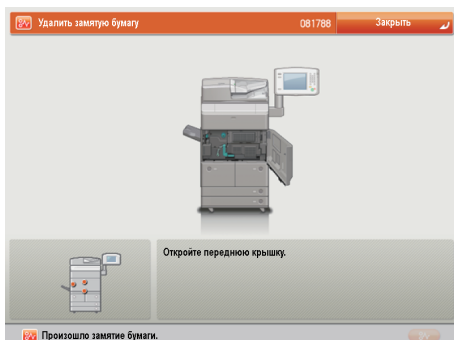 Удалить замятую бумагу
081788
Закрыть
Откройте переднюю крышку.
Произошло замятие бумаги.